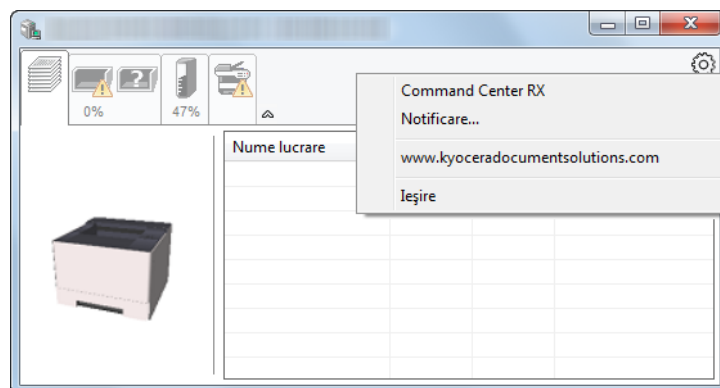 0%
47%
Command Center RX
Notificare...
www.kyoceradocumentsolutions.com
Ieşire
Nume lucrare